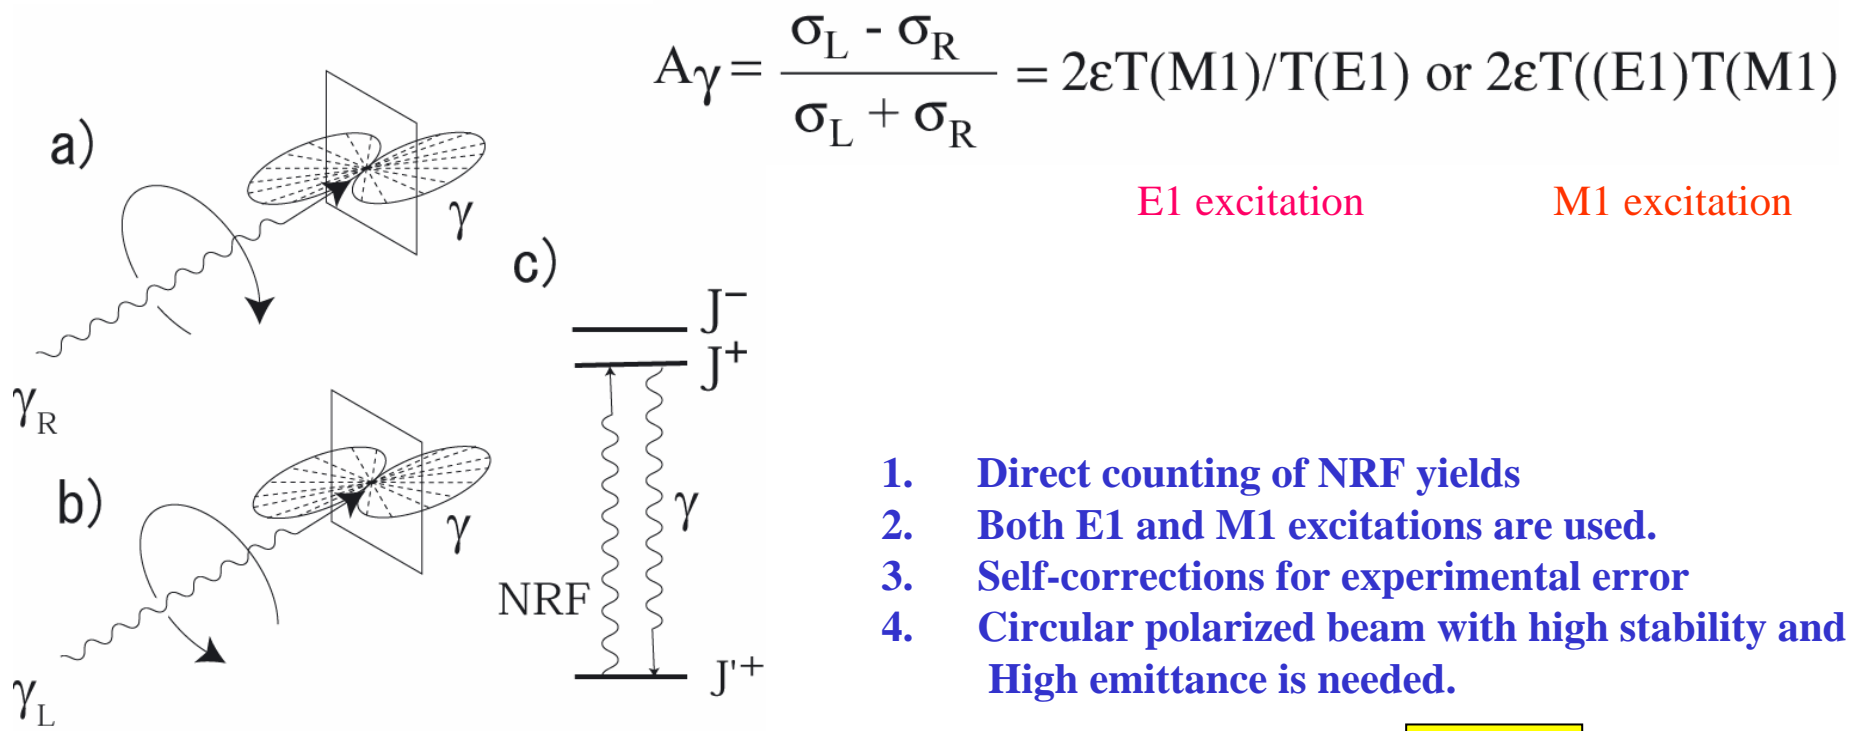 Aγ = σL - σR / σL + σR = 2εT(M1)/T(E1) or 2εT((E1)T(M1)
E1 excitation M1 excitation
a)
γ
γR
b)
γ
γL
c)
J−
J+
NRF
γ
J'+
1. Direct counting of NRF yields
2. Both E1 and M1 excitations are used.
3. Self-corrections for experimental error
4. Circular polarized beam with high stability and
High emittance is needed.